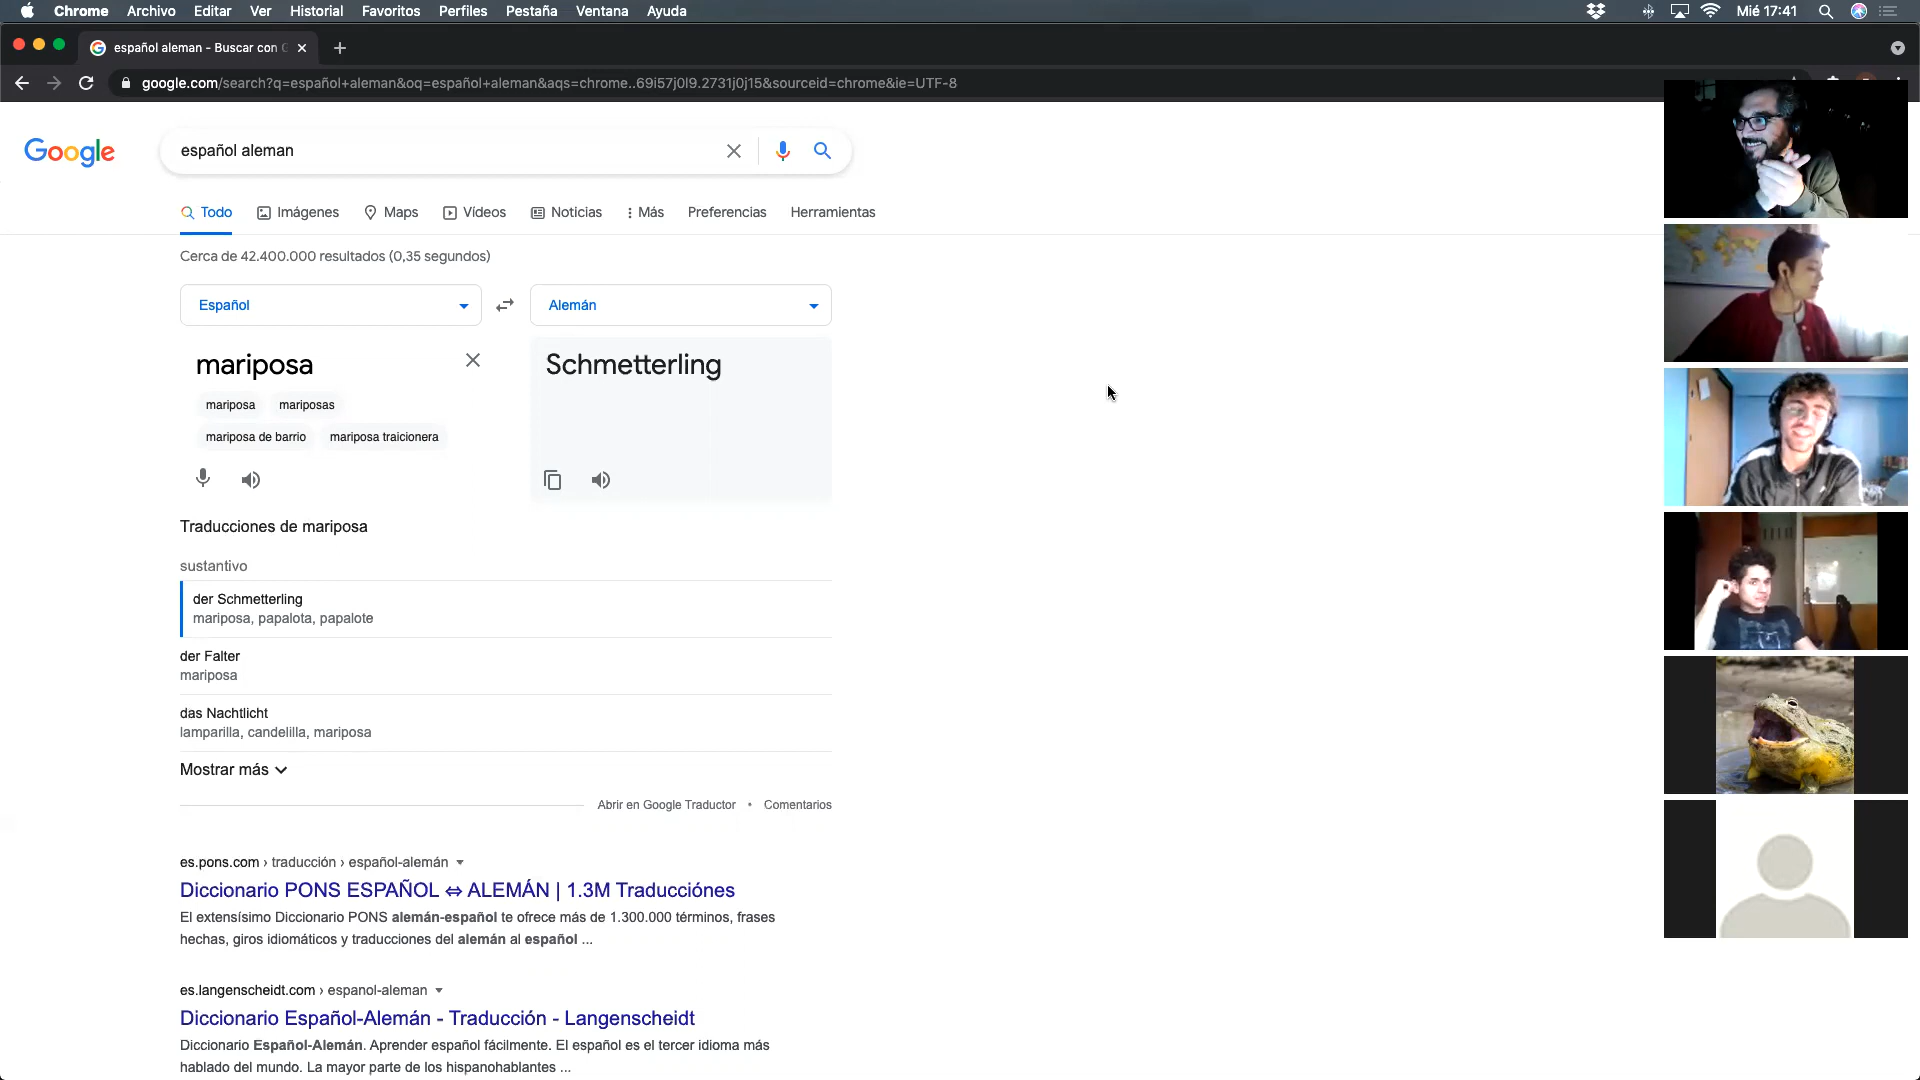 Chrome Archivo Editar Ver Historial Favoritos Perfiles Pestaña Ventana Ayuda Mié 17:41
español aleman - Buscar con G
google.com/search?q=español+aleman&oq=español+aleman&aqs=chrome..69i57j0l9.2731j0j15&sourceid=chrome&ie=UTF-8
Google español aleman
Todo Imágenes Maps Vídeos Noticias Más Preferencias Herramientas
Cerca de 42.400.000 resultados (0,35 segundos)
Español Alemán
mariposa Schmetterling
mariposa mariposas
mariposa de barrio mariposa traicionera
Traducciones de mariposa
sustantivo
der Schmetterling
mariposa, papalota, papalote
der Falter
mariposa
das Nachtlicht
lamparilla, candelilla, mariposa
Mostrar más
Abrir en Google Traductor • Comentarios
es.pons.com › traducción › español-alemán
Diccionario PONS ESPAÑOL ⇔ ALEMÁN | 1.3M Traducciónes
El extensísimo Diccionario PONS alemán-español te ofrece más de 1.300.000 términos, frases
hechas, giros idiomáticos y traducciones del alemán al español ...
es.langenscheidt.com › espanol-aleman
Diccionario Español-Alemán - Traducción - Langenscheidt
Diccionario Español-Alemán. Aprender español fácilmente. El español es el tercer idioma más
hablado del mundo. La mayor parte de los hispanohablantes ...